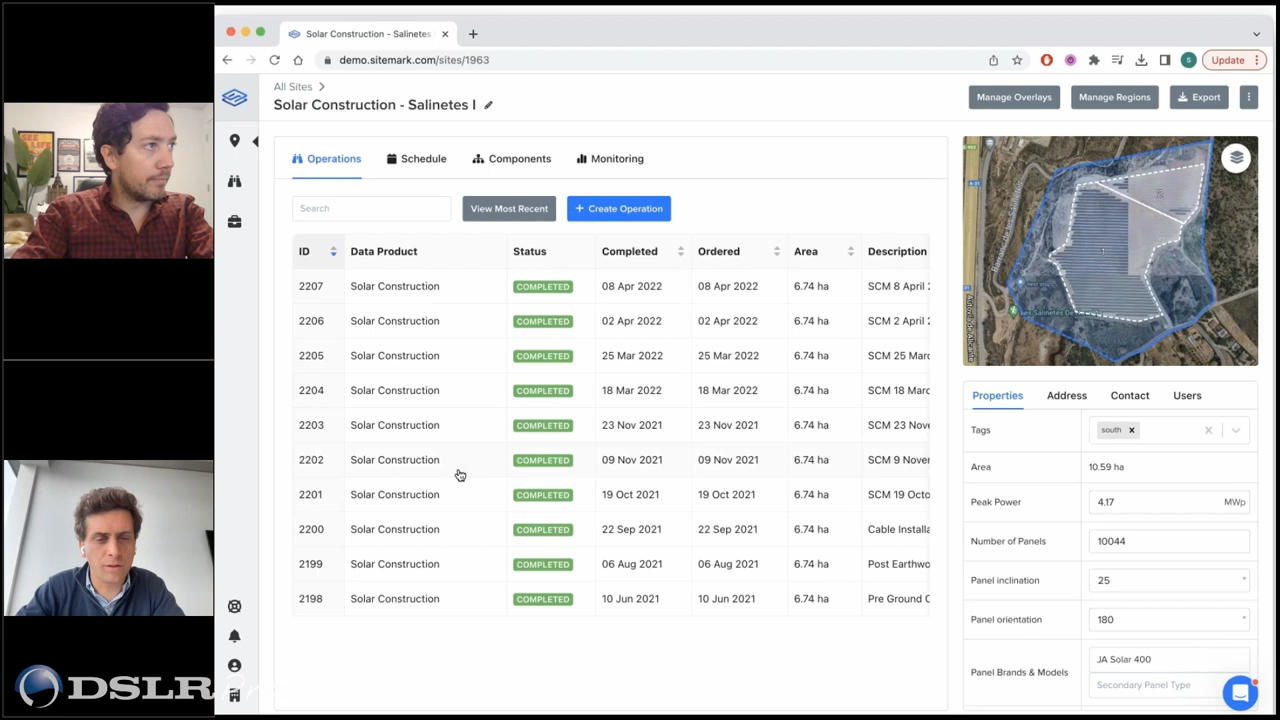 Solar Construction - Salinetes
demo.sitemark.com/sites/1963
S
Update
All Sites
Solar Construction - Salinetes I
Manage Overlays
Manage Regions
Export
Operations
Schedule
Components
Monitoring
Search
View Most Recent
+ Create Operation
ID Data Product Status Completed Ordered Area Description
2207 Solar Construction COMPLETED 08 Apr 2022 08 Apr 2022 6.74 ha SCM 8 April 2
2206 Solar Construction COMPLETED 02 Apr 2022 02 Apr 2022 6.74 ha SCM 2 April 2
2205 Solar Construction COMPLETED 25 Mar 2022 25 Mar 2022 6.74 ha SCM 25 Marc
2204 Solar Construction COMPLETED 18 Mar 2022 18 Mar 2022 6.74 ha SCM 18 Marc
2203 Solar Construction COMPLETED 23 Nov 2021 23 Nov 2021 6.74 ha SCM 23 Nove
2202 Solar Construction COMPLETED 09 Nov 2021 09 Nov 2021 6.74 ha SCM 9 Nover
2201 Solar Construction COMPLETED 19 Oct 2021 19 Oct 2021 6.74 ha SCM 19 Octo
2200 Solar Construction COMPLETED 22 Sep 2021 22 Sep 2021 6.74 ha Cable Installa
2199 Solar Construction COMPLETED 06 Aug 2021 06 Aug 2021 6.74 ha Post Earthwo
2198 Solar Construction COMPLETED 10 Jun 2021 10 Jun 2021 6.74 ha Pre Ground C
Properties
Address
Contact
Users
Tags south
Area 10.59 ha
Peak Power 4.17 MWp
Number of Panels 10044
Panel inclination 25 °
Panel orientation 180 °
Panel Brands & Models JA Solar 400
Secondary Panel Type
DSLR